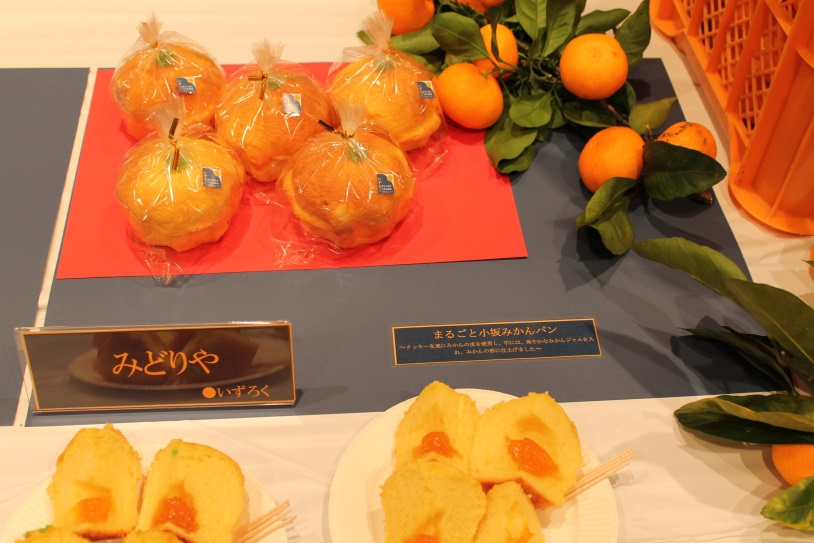 みどりや
●いずろく
まるごと小坂みかんパン
～クッキー生地にみかんの皮を使用し、中には、爽やかなみかんジャムを入
れ、みかんの形に仕上げました～